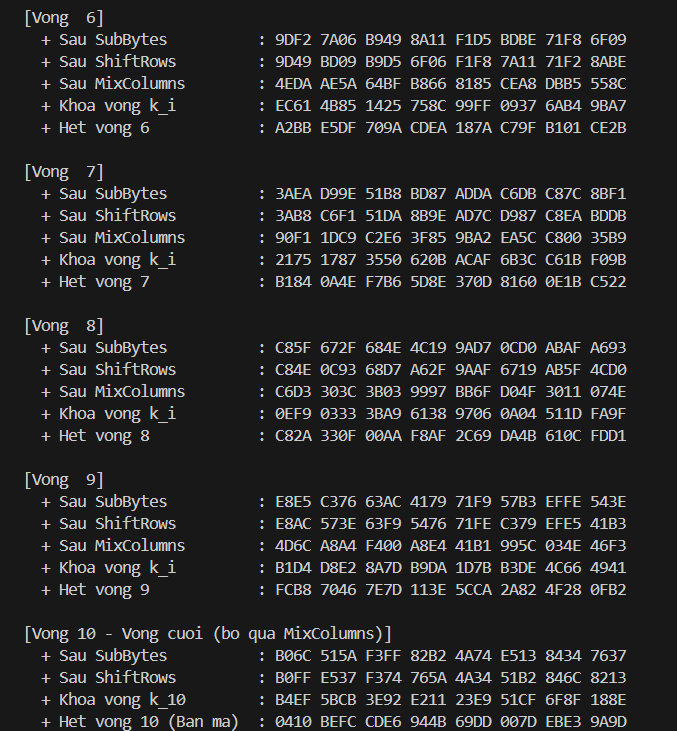 [Vong  6]
  + Sau SubBytes          : 9DF2 7A06 B949 8A11 F1D5 BDBE 71F8 6F09
  + Sau ShiftRows         : 9D49 BD09 B9D5 6F06 F1F8 7A11 71F2 8ABE
  + Sau MixColumns        : 4EDA AE5A 64BF B866 8185 CEA8 DBB5 558C
  + Khoa vong k_i         : EC61 4B85 1425 758C 99FF 0937 6AB4 9BA7
  + Het vong 6            : A2BB E5DF 709A CDEA 187A C79F B101 CE2B

[Vong  7]
  + Sau SubBytes          : 3AEA D99E 51B8 BD87 ADDA C6DB C87C 8BF1
  + Sau ShiftRows         : 3AB8 C6F1 51DA 8B9E AD7C D987 C8EA BDDB
  + Sau MixColumns        : 90F1 1DC9 C2E6 3F85 9BA2 EA5C C800 35B9
  + Khoa vong k_i         : 2175 1787 3550 620B ACAF 6B3C C61B F09B
  + Het vong 7            : B184 0A4E F7B6 5D8E 370D 8160 0E1B C522

[Vong  8]
  + Sau SubBytes          : C85F 672F 684E 4C19 9AD7 0CD0 ABAF A693
  + Sau ShiftRows         : C84E 0C93 68D7 A62F 9AAF 6719 AB5F 4CD0
  + Sau MixColumns        : C6D3 303C 3B03 9997 BB6F D04F 3011 074E
  + Khoa vong k_i         : 0EF9 0333 3BA9 6138 9706 0A04 511D FA9F
  + Het vong 8            : C82A 330F 00AA F8AF 2C69 DA4B 610C FDD1

[Vong  9]
  + Sau SubBytes          : E8E5 C376 63AC 4179 71F9 57B3 EFFE 543E
  + Sau ShiftRows         : E8AC 573E 63F9 5476 71FE C379 EFE5 41B3
  + Sau MixColumns        : 4D6C A8A4 F400 A8E4 41B1 995C 034E 46F3
  + Khoa vong k_i         : B1D4 D8E2 8A7D B9DA 1D7B B3DE 4C66 4941
  + Het vong 9            : FCB8 7046 7E7D 113E 5CCA 2A82 4F28 0FB2

[Vong 10 - Vong cuoi (bo qua MixColumns)]
  + Sau SubBytes          : B06C 515A F3FF 82B2 4A74 E513 8434 7637
  + Sau ShiftRows         : B0FF E537 F374 765A 4A34 51B2 846C 8213
  + Khoa vong k_10        : B4EF 5BCB 3E92 E211 23E9 51CF 6F8F 188E
  + Het vong 10 (Ban ma)  : 0410 BEFC CDE6 944B 69DD 007D EBE3 9A9D